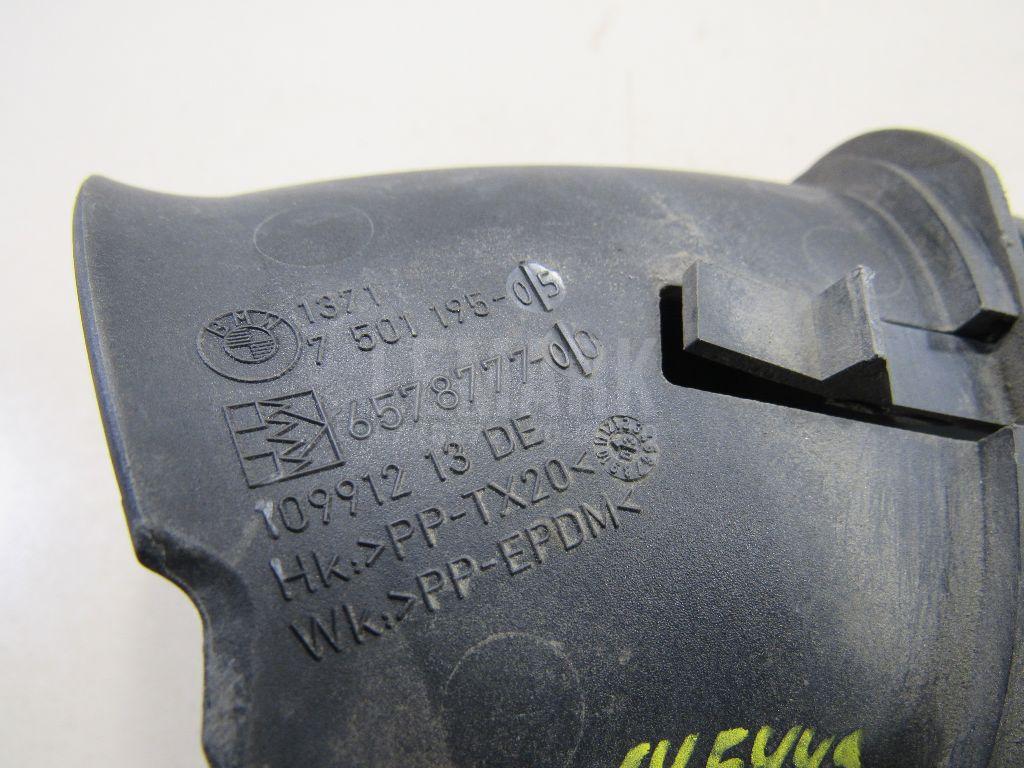 BMW
1371
7 501 195-05
6578777-00
109912 13 DE
Hk.:>PP-TX20<
Wk.:>PP-EPDM<